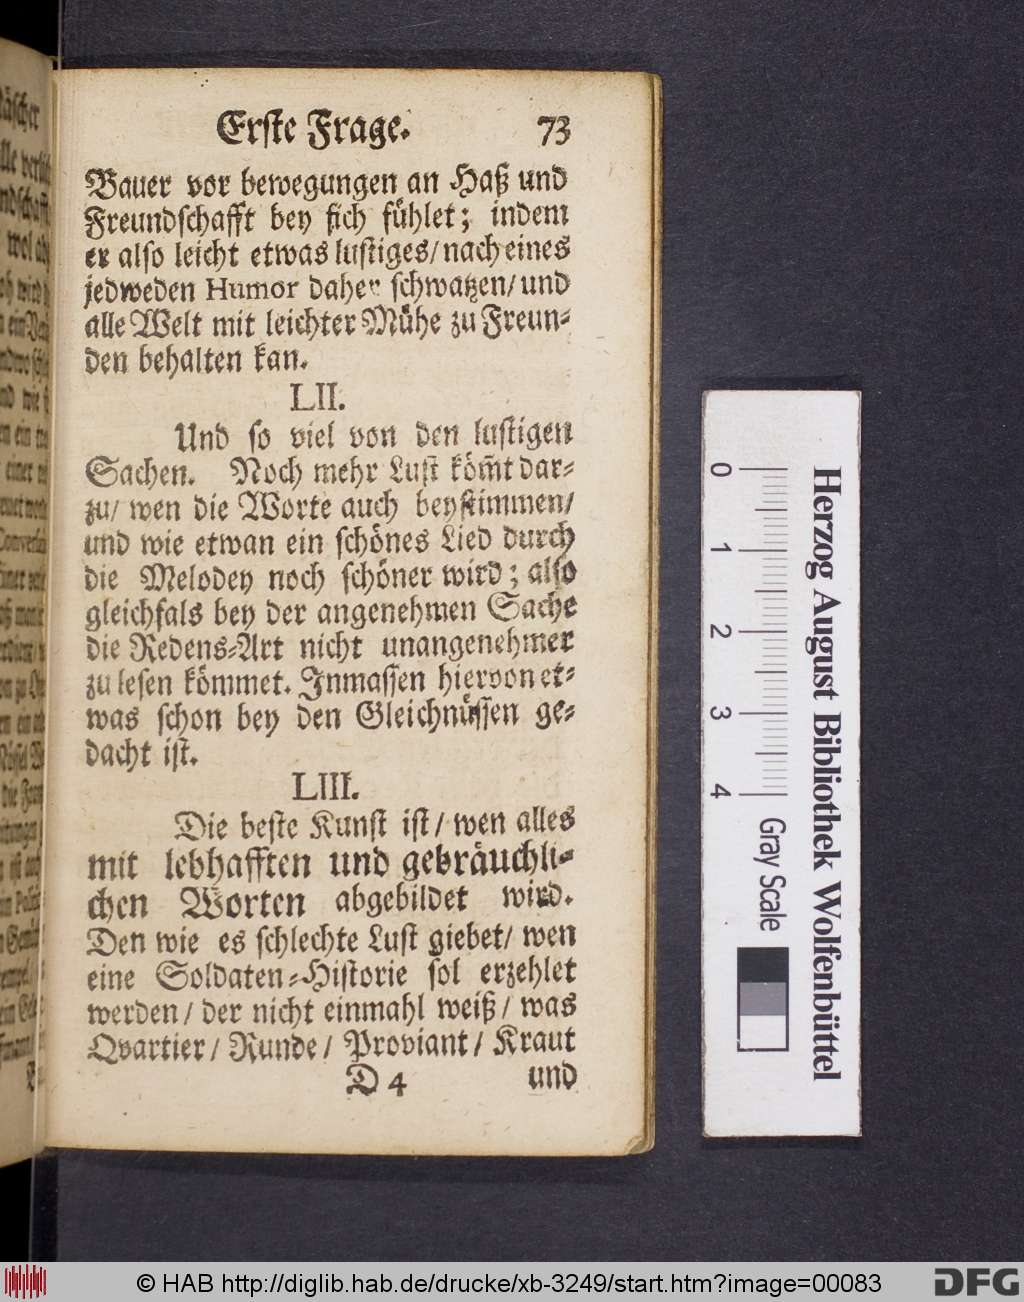 Erste Frage. 73
Bauer vor bewegungen an Haß und
Freundschafft bey sich fühlet; indem
er also leicht etwas lustiges/ nach eines
jedweden Humor daher schwatzen/ und
alle Welt mit leichter Mühe zu Freun-
den behalten kan.
LII.
Und so viel von den lustigen
Sachen. Noch mehr Lust köm̃t dar-
zu/ wen die Worte auch beystimmen/
und wie etwan ein schönes Lied durch
die Melodey noch schöner wird; also
gleichfals bey der angenehmen Sache
die Redens-Art nicht unangenehmer
zu lesen kömmet. Inmassen hiervon et-
was schon bey den Gleichnüssen ge-
dacht ist.
LIII.
Die beste Kunst ist/ wen alles
mit lebhafften und gebräuchli-
chen Worten abgebildet wird.
Den wie es schlechte Lust giebet/ wen
eine Soldaten-Historie sol erzehlet
werden/ der nicht einmahl weiß/ was
Qvartier/ Runde/ Proviant/ Kraut
D 4 und
0 1 2 3 4 Gray Scale
Herzog August Bibliothek Wolfenbüttel
© HAB http://diglib.hab.de/drucke/xb-3249/start.htm?image=00083
DFG